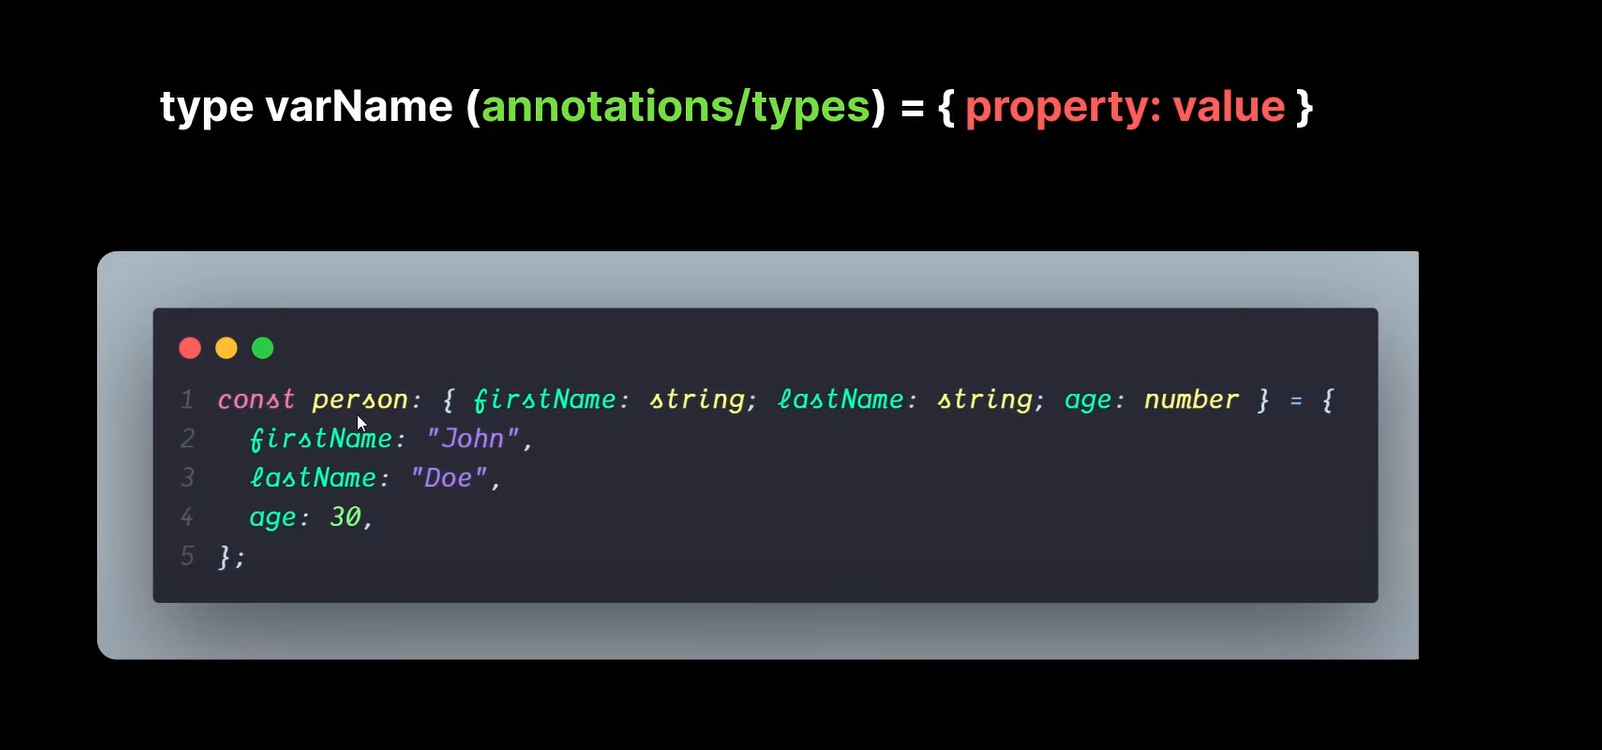 type varName (annotations/types) = { property: value }
1 const person: { firstName: string; lastName: string; age: number } = {
2 firstName: "John",
3 lastName: "Doe",
4 age: 30,
5 };